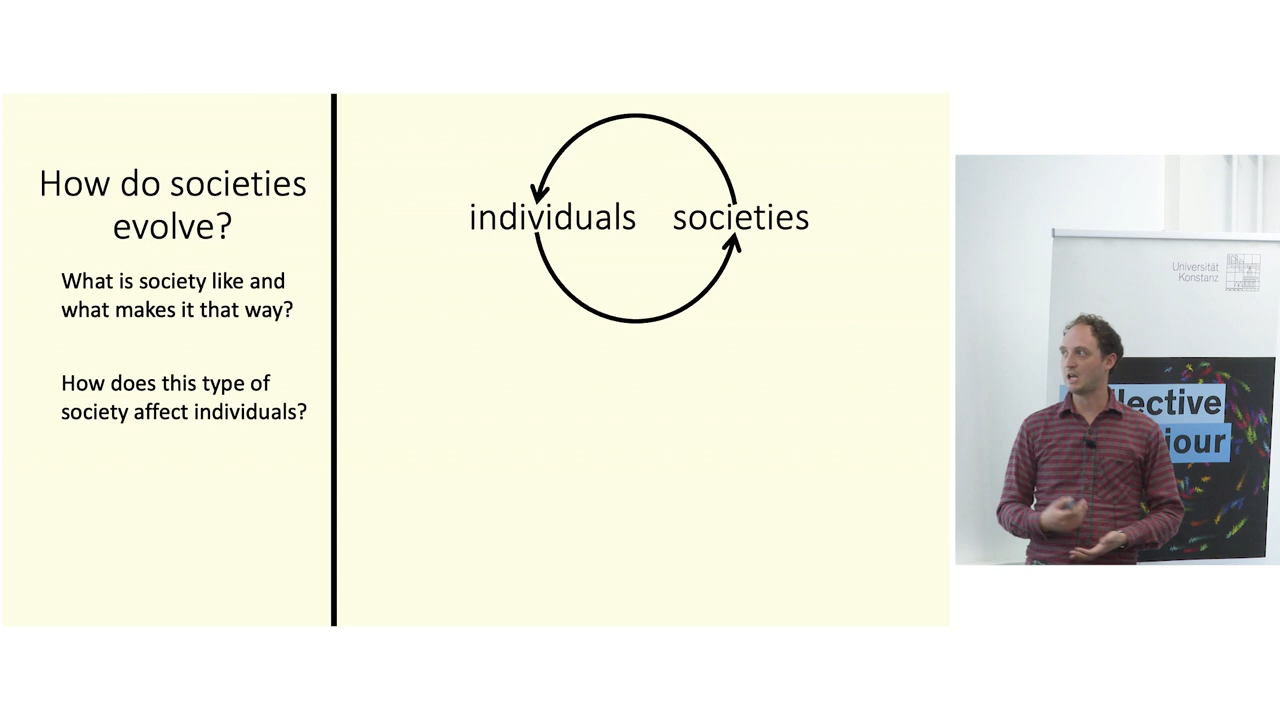 How do societies
evolve?
What is society like and
what makes it that way?
How does this type of
society affect individuals?
individuals societies
Universität
Konstanz
llective
iour